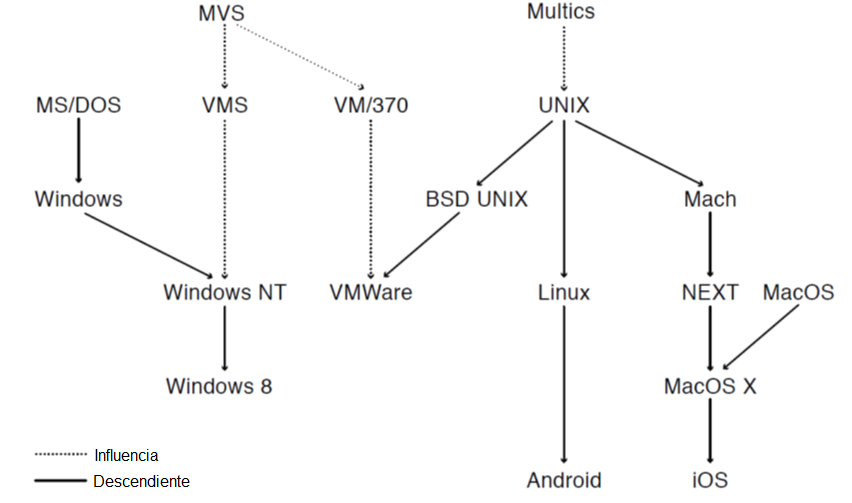 MVS
Multics
MS/DOS
VMS
VM/370
UNIX
Windows
BSD UNIX
Mach
Windows NT
VMWare
Linux
NEXT
MacOS
Windows 8
MacOS X
Influencia
Descendiente
Android
iOS